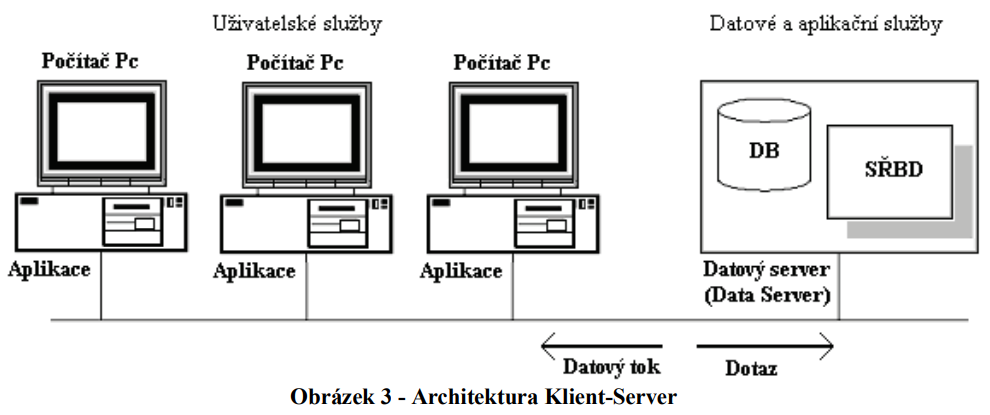 Uživatelské služby
Datové a aplikační služby
Počítač Pc
Počítač Pc
Počítač Pc
DB
SŘBD
Aplikace
Aplikace
Aplikace
Datový server
(Data Server)
Datový tok
Dotaz
Obrázek 3 - Architektura Klient-Server